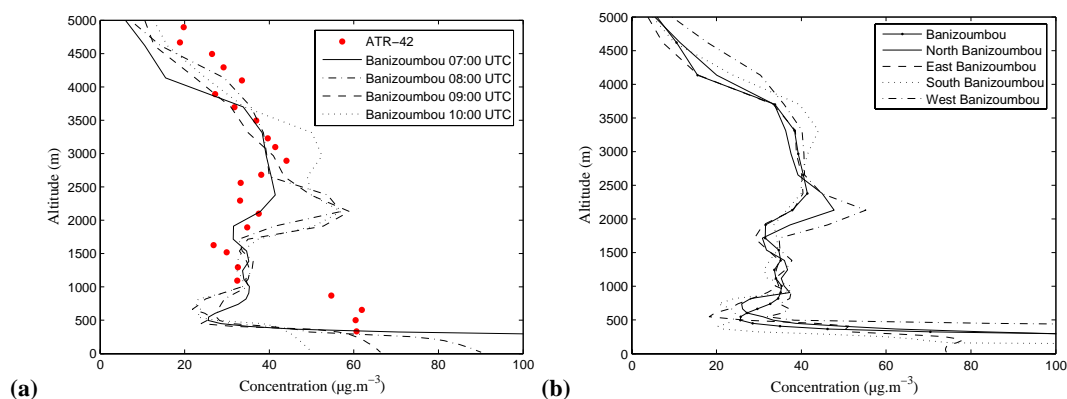 5000
4500
4000
3500
3000
2500
2000
1500
1000
500
0
Altitude (m)
0
20
40
60
80
100
Concentration (µg.m−3)
ATR−42
Banizoumbou 07:00 UTC
Banizoumbou 08:00 UTC
Banizoumbou 09:00 UTC
Banizoumbou 10:00 UTC
(a)
5000
4500
4000
3500
3000
2500
2000
1500
1000
500
0
Altitude (m)
0
20
40
60
80
100
Concentration (µg.m−3)
Banizoumbou
North Banizoumbou
East Banizoumbou
South Banizoumbou
West Banizoumbou
(b)